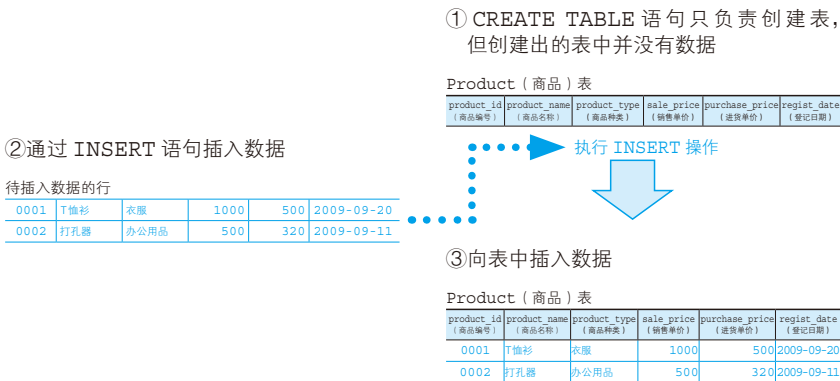 ① CREATE TABLE 语句只负责创建表，
但创建出的表中并没有数据
Product（商品）表
product_id product_name product_type sale_price purchase_price regist_date
（商品编号） （商品名称） （商品种类） （销售单价） （进货单价） （登记日期）
②通过 INSERT 语句插入数据
执行 INSERT 操作
待插入数据的行
0001 T恤衫 衣服 1000 500 2009-09-20
0002 打孔器 办公用品 500 320 2009-09-11
③向表中插入数据
Product（商品）表
product_id product_name product_type sale_price purchase_price regist_date
（商品编号） （商品名称） （商品种类） （销售单价） （进货单价） （登记日期）
0001 T恤衫 衣服 1000 500 2009-09-20
0002 打孔器 办公用品 500 320 2009-09-11